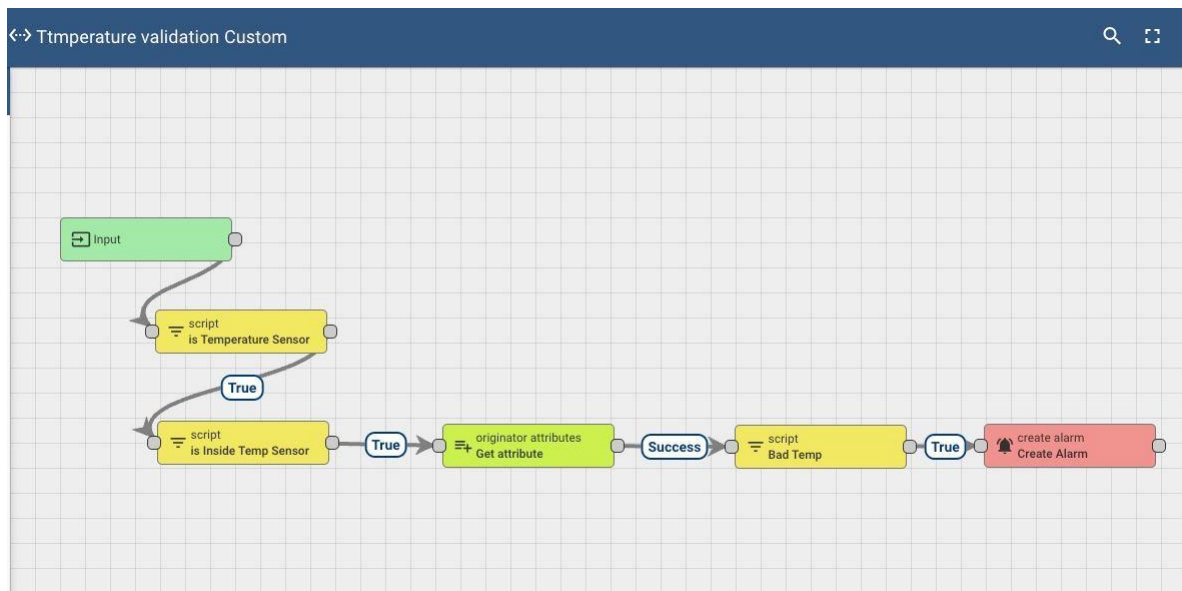 Ttmperature validation Custom
Input
script
is Temperature Sensor
True
script
is Inside Temp Sensor
True
originator attributes
Get attribute
Success
script
Bad Temp
True
create alarm
Create Alarm